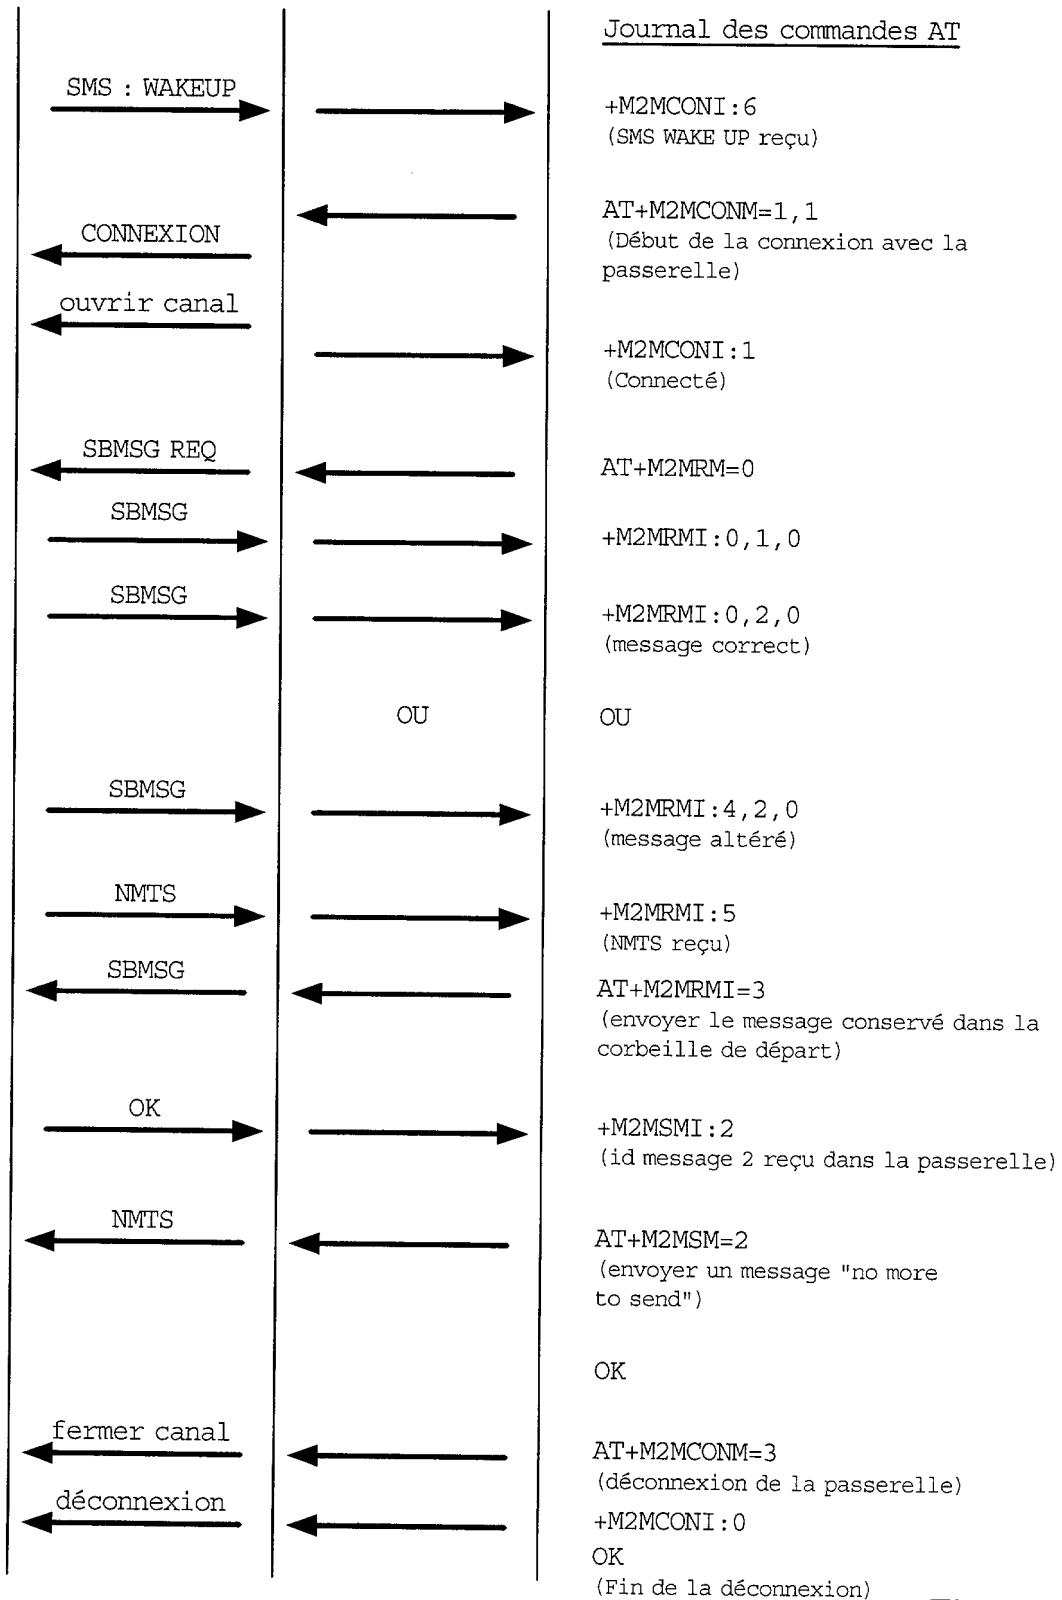 Journal des commandes AT
SMS : WAKEUP
+M2MCONI:6
(SMS WAKE UP reçu)
AT+M2MCONM=1,1
CONNEXION
(Début de la connexion avec la
passerelle)
ouvrir canal
+M2MCONI:1
(Connecté)
SBMSG REQ
AT+M2MRM=0
SBMSG
+M2MRMI:0,1,0
SBMSG
+M2MRMI:0,2,0
(message correct)
OU OU
SBMSG
+M2MRMI:4,2,0
(message altéré)
NMTS
+M2MRMI:5
(NMTS reçu)
SBMSG
AT+M2MRMI=3
(envoyer le message conservé dans la
corbeille de départ)
OK
+M2MSMI:2
(id message 2 reçu dans la passerelle)
NMTS
AT+M2MSM=2
(envoyer un message "no more
to send")
OK
fermer canal
AT+M2MCONM=3
(déconnexion de la passerelle)
déconnexion
+M2MCONI:0
OK
(Fin de la déconnexion)